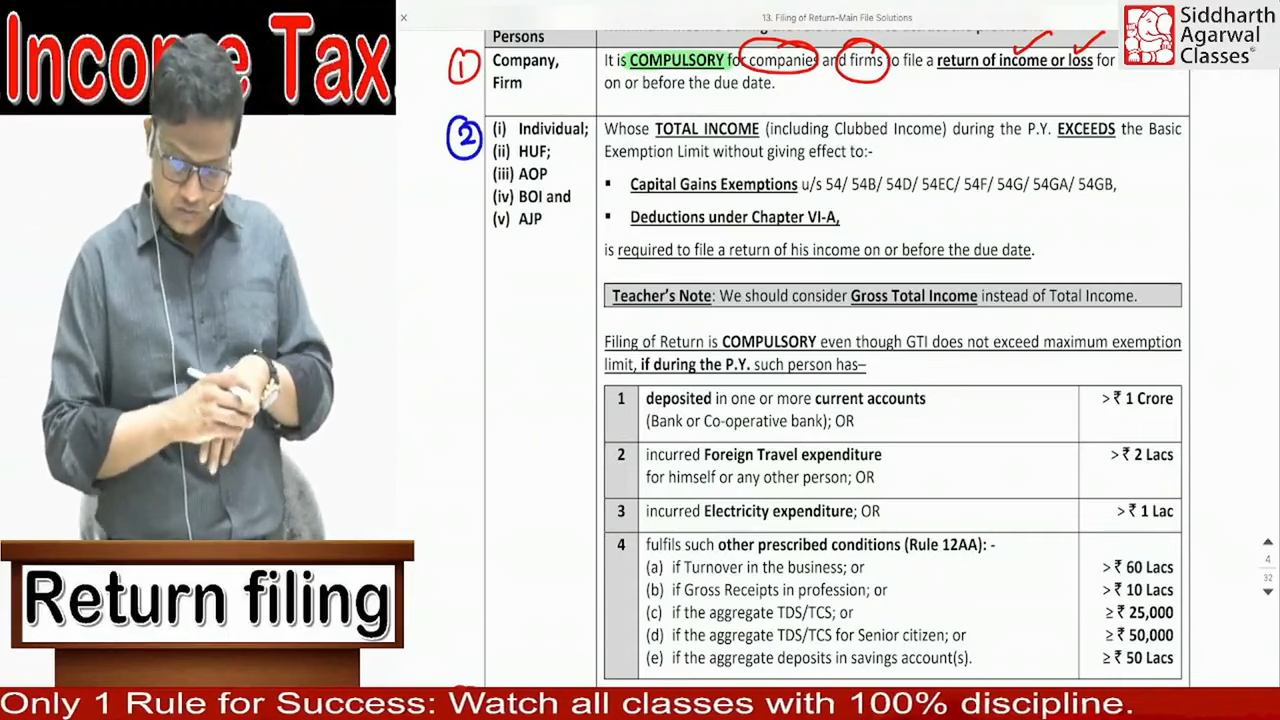 Income Tax.
Return filing
×
13. Filing of Return-Main File Solutions
Siddharth
Agarwal
Classes®
Persons
1
Company,
Firm
It is COMPULSORY for companies and firms to file a return of income or loss for
on or before the due date.
2
(i) Individual;
(ii) HUF;
(iii) AOP
(iv) BOI and
(v) AJP
Whose TOTAL INCOME (including Clubbed Income) during the P.Y. EXCEEDS the Basic
Exemption Limit without giving effect to:-
▪ Capital Gains Exemptions u/s 54/ 54B/ 54D/ 54EC/ 54F/ 54G/ 54GA/ 54GB,
▪ Deductions under Chapter VI-A,
is required to file a return of his income on or before the due date.
Teacher's Note: We should consider Gross Total Income instead of Total Income.
Filing of Return is COMPULSORY even though GTI does not exceed maximum exemption
limit, if during the P.Y. such person has–
1 deposited in one or more current accounts > ₹ 1 Crore
(Bank or Co-operative bank); OR
2 incurred Foreign Travel expenditure > ₹ 2 Lacs
for himself or any other person; OR
3 incurred Electricity expenditure; OR > ₹ 1 Lac
4 fulfils such other prescribed conditions (Rule 12AA): -
(a) if Turnover in the business; or > ₹ 60 Lacs
(b) if Gross Receipts in profession; or > ₹ 10 Lacs
(c) if the aggregate TDS/TCS; or ≥ ₹ 25,000
(d) if the aggregate TDS/TCS for Senior citizen; or ≥ ₹ 50,000
(e) if the aggregate deposits in savings account(s). ≥ ₹ 50 Lacs
4
32
Only 1 Rule for Success: Watch all classes with 100% discipline.